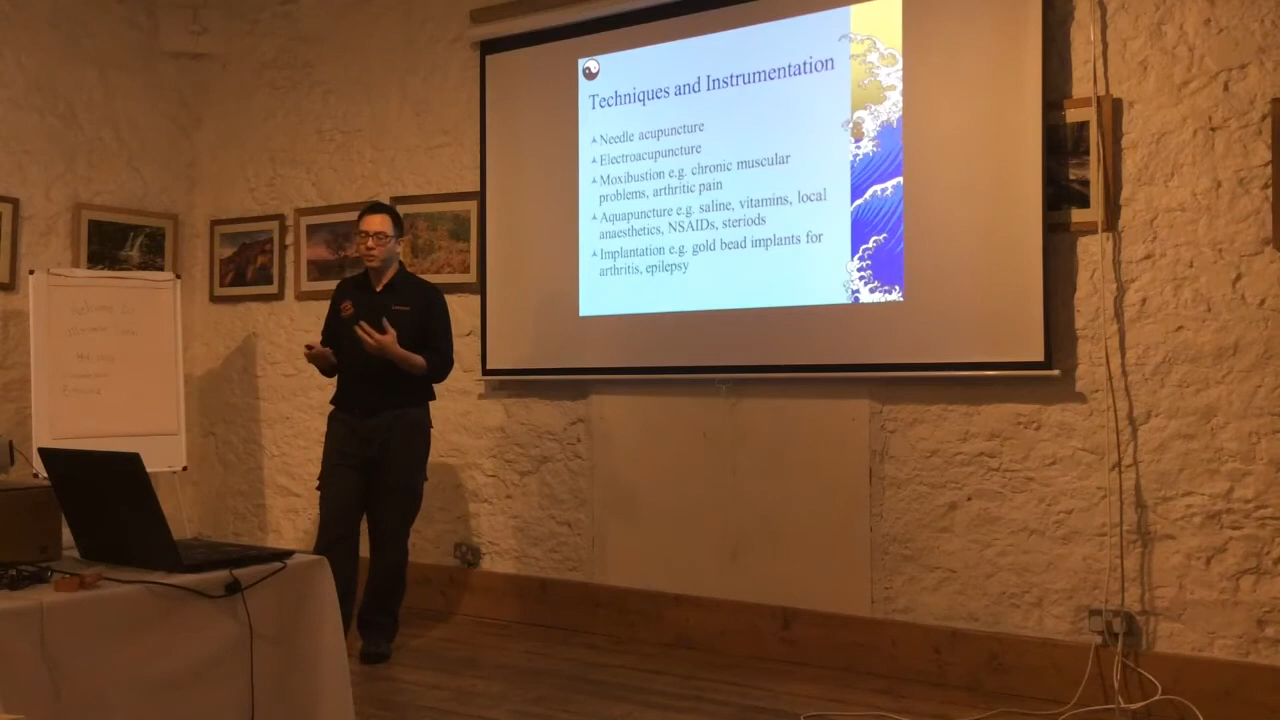 Techniques and Instrumentation
Needle acupuncture
Electroacupuncture
Moxibustion e.g. chronic muscular
problems, arthritic pain
Aquapuncture e.g. saline, vitamins, local
anaesthetics, NSAIDs, steriods
Implantation e.g. gold bead implants for
arthritis, epilepsy
Welcome